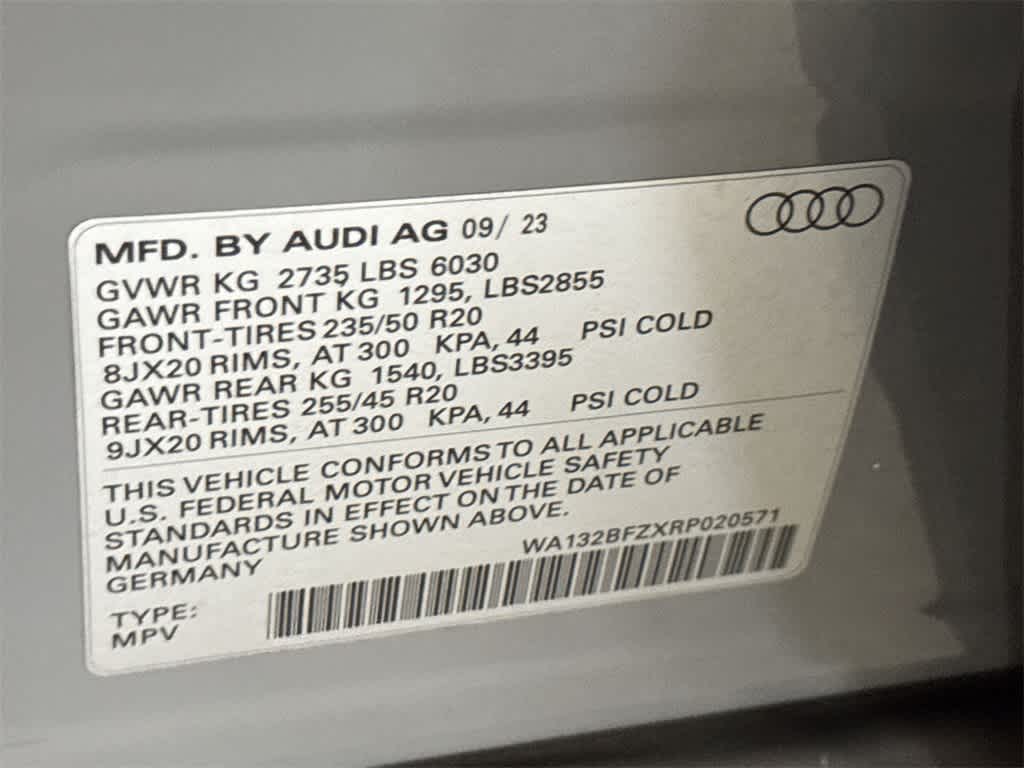 MFD. BY AUDI AG 09/ 23
GVWR KG 2735 LBS 6030
GAWR FRONT KG 1295, LBS2855
FRONT-TIRES 235/50 R20
8JX20 RIMS, AT 300 KPA, 44 PSI COLD
GAWR REAR KG 1540, LBS3395
REAR-TIRES 255/45 R20
9JX20 RIMS, AT 300 KPA, 44 PSI COLD
THIS VEHICLE CONFORMS TO ALL APPLICABLE
U.S. FEDERAL MOTOR VEHICLE SAFETY
STANDARDS IN EFFECT ON THE DATE OF
MANUFACTURE SHOWN ABOVE.
GERMANY
WA132BFZXRP020571
TYPE:
MPV